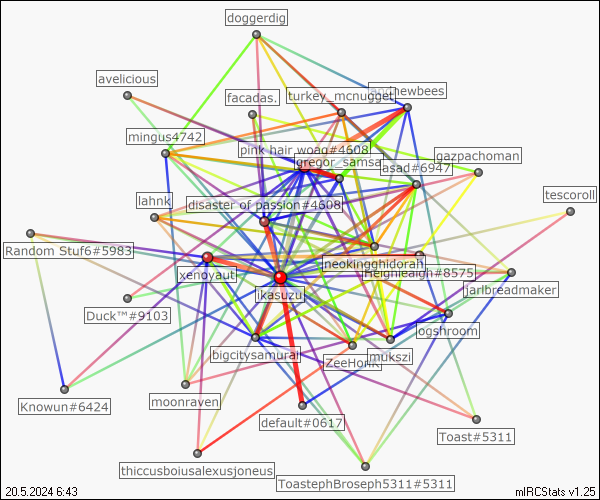 doggerdig
avelicious
facadas.
turkey_mcnugget
andnewbees
mingus4742
pink hair woag#4608
gregor_samsa
gazpachoman
asad#6947
lahnk
disaster of passion#4608
tescoroll
Random Stuf6#5983
neokingghidorah
xenoyaut
Heighleaigh#8575
ikasuzu
jarlbreadmaker
Duck™#9103
ogshroom
bigcitysamurai
ZeeHonk
mukszi
Knowun#6424
moonraven
default#0617
Toast#5311
thiccusboiusalexusjoneus
ToastephBroseph5311#5311
20.5.2024 6:43
mIRCStats v1.25